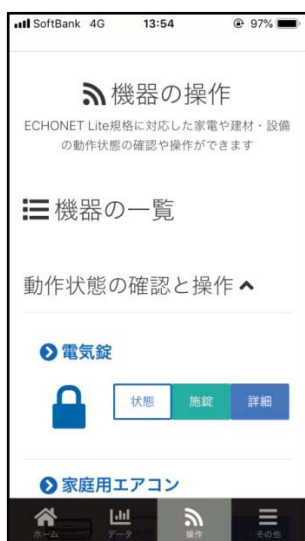 SoftBank 4G 13:54 97%
機器の操作
ECHONET Lite規格に対応した家電や建材・設備
の動作状態の確認や操作ができます
機器の一覧
動作状態の確認と操作
電気錠
状態 施錠 詳細
家庭用エアコン
ホーム データ 操作 その他